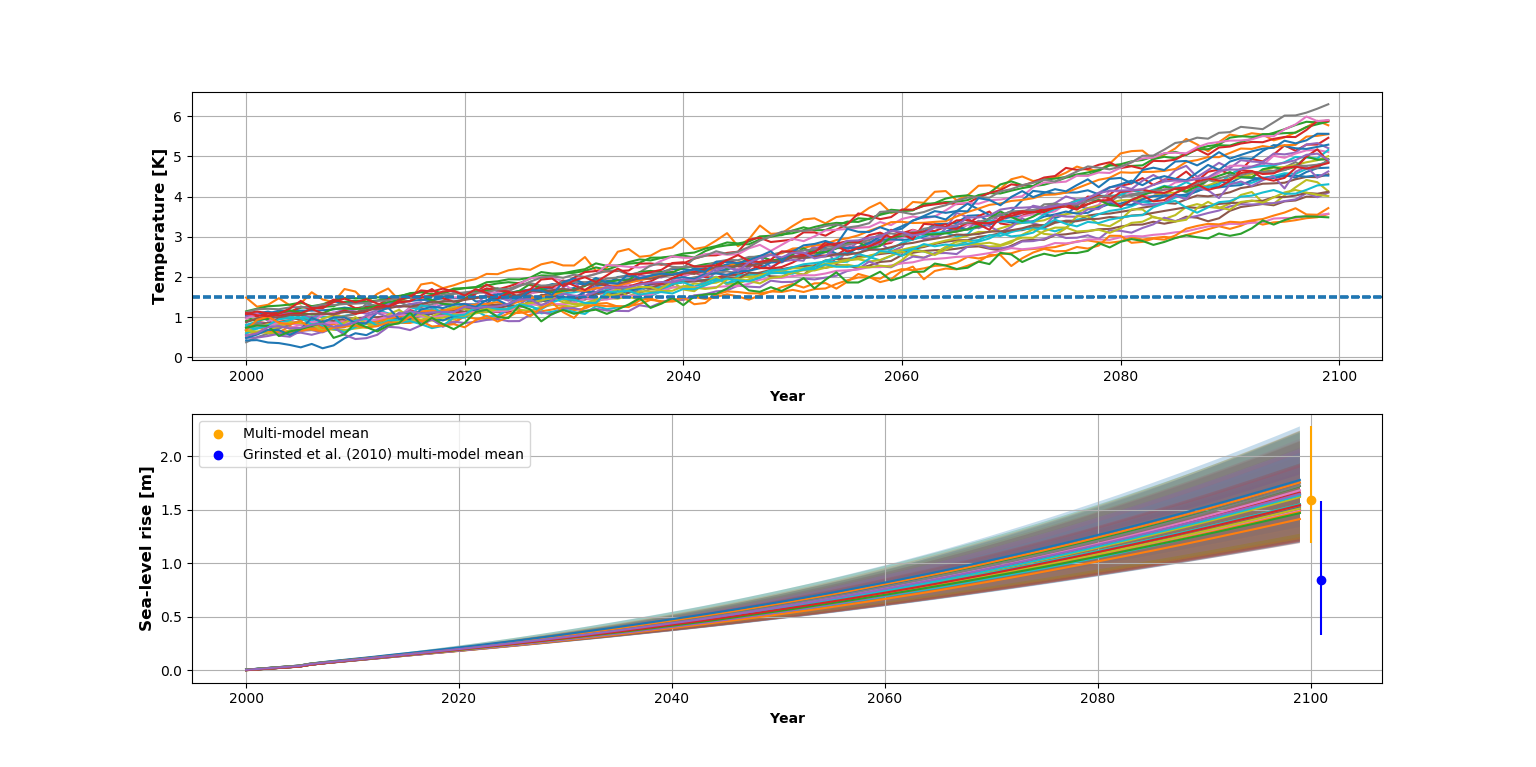 Temperature [K]
6
5
4
3
2
1
0
2000 2020 2040 2060 2080 2100
Year
Sea-level rise [m]
Multi-model mean
Grinsted et al. (2010) multi-model mean
2.0
1.5
1.0
0.5
0.0
2000 2020 2040 2060 2080 2100
Year